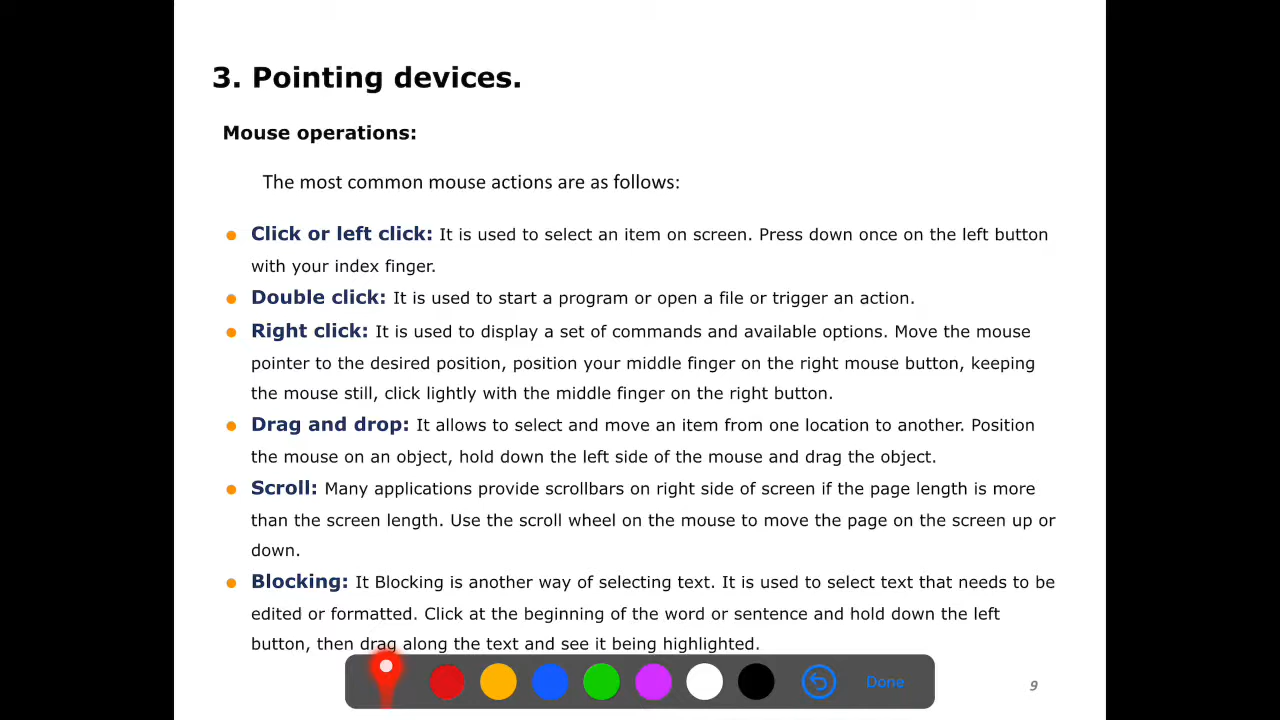 3. Pointing devices.
Mouse operations:
The most common mouse actions are as follows:
Click or left click: It is used to select an item on screen. Press down once on the left button
with your index finger.
Double click: It is used to start a program or open a file or trigger an action.
Right click: It is used to display a set of commands and available options. Move the mouse
pointer to the desired position, position your middle finger on the right mouse button, keeping
the mouse still, click lightly with the middle finger on the right button.
Drag and drop: It allows to select and move an item from one location to another. Position
the mouse on an object, hold down the left side of the mouse and drag the object.
Scroll: Many applications provide scrollbars on right side of screen if the page length is more
than the screen length. Use the scroll wheel on the mouse to move the page on the screen up or
down.
Blocking: It Blocking is another way of selecting text. It is used to select text that needs to be
edited or formatted. Click at the beginning of the word or sentence and hold down the left
button, then drag along the text and see it being highlighted.
Done
9